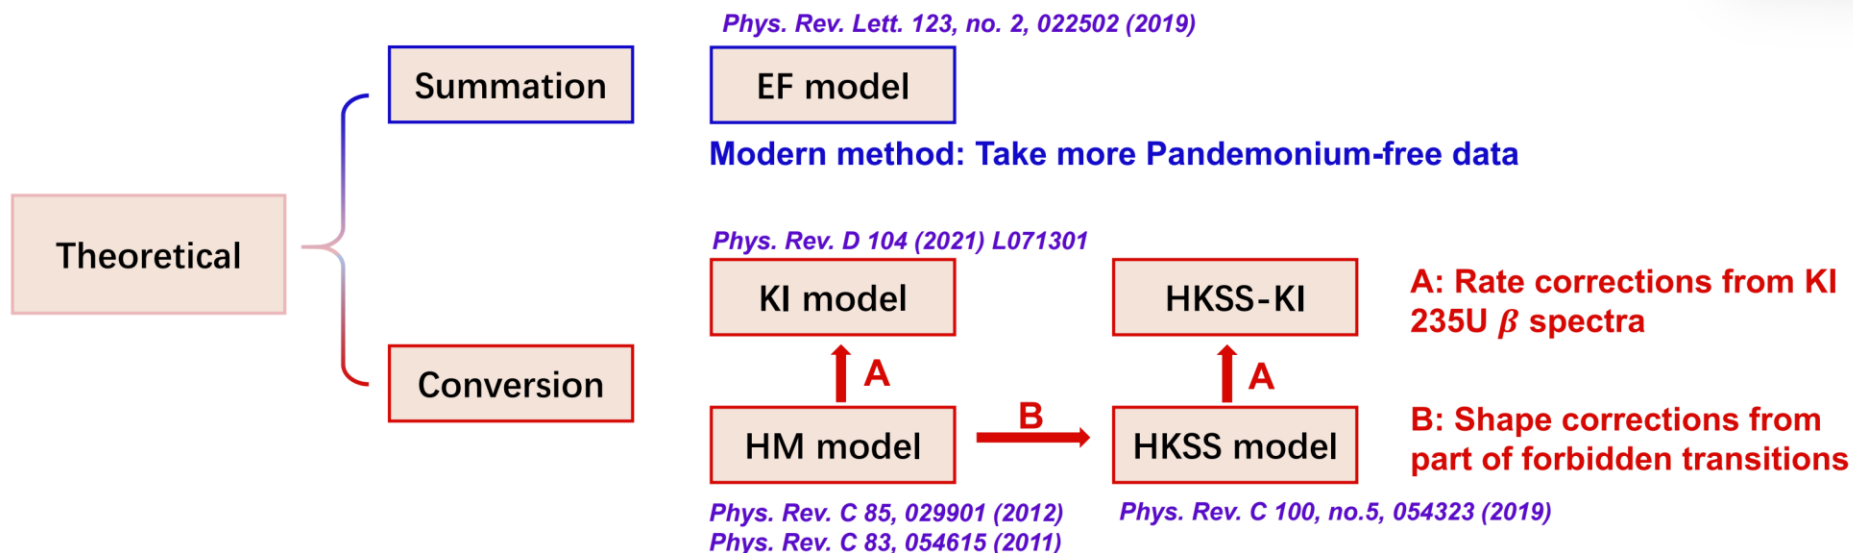 Phys. Rev. Lett. 123, no. 2, 022502 (2019)
Summation
EF model
Modern method: Take more Pandemonium-free data
Theoretical
Phys. Rev. D 104 (2021) L071301
KI model
HKSS-KI
A: Rate corrections from KI
235U β spectra
Conversion
A
A
HM model
B
HKSS model
B: Shape corrections from
part of forbidden transitions
Phys. Rev. C 85, 029901 (2012)
Phys. Rev. C 83, 054615 (2011)
Phys. Rev. C 100, no.5, 054323 (2019)